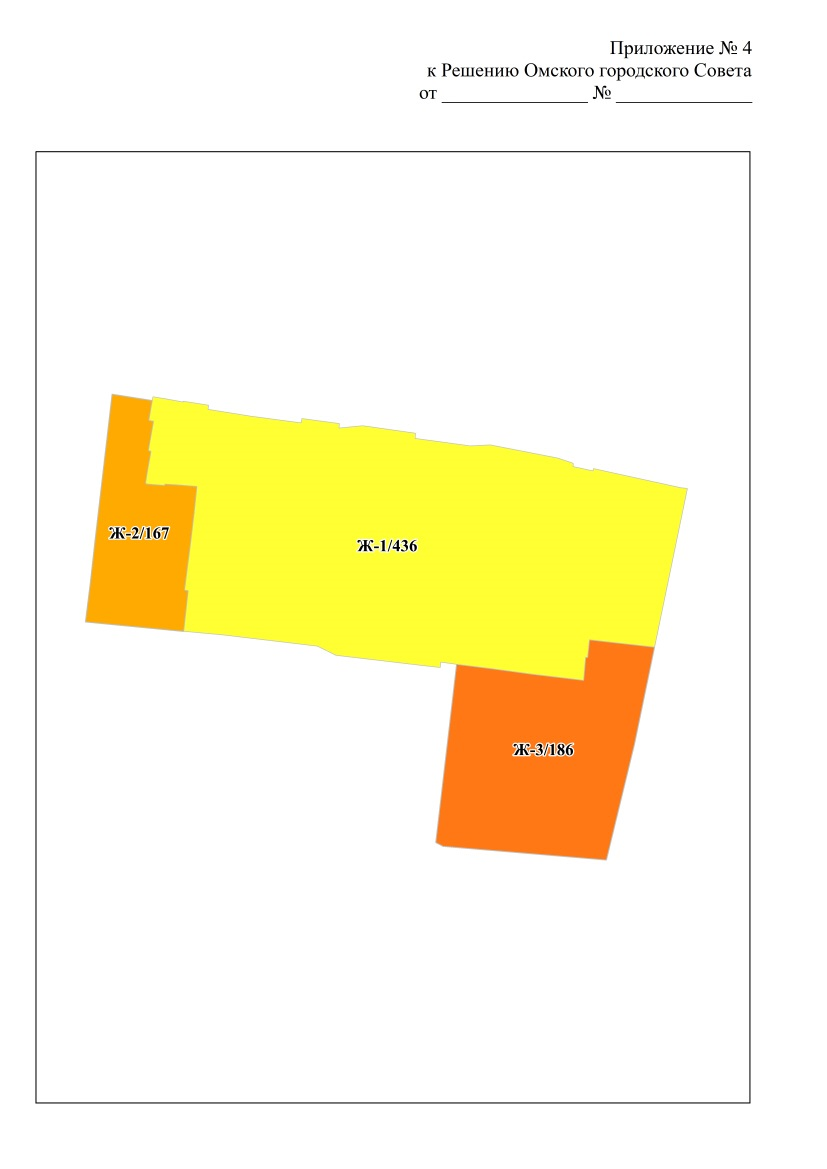 Приложение № 4
к Решению Омского городского Совета
от ________________ № _______________
Ж-2/167
Ж-1/436
Ж-3/186